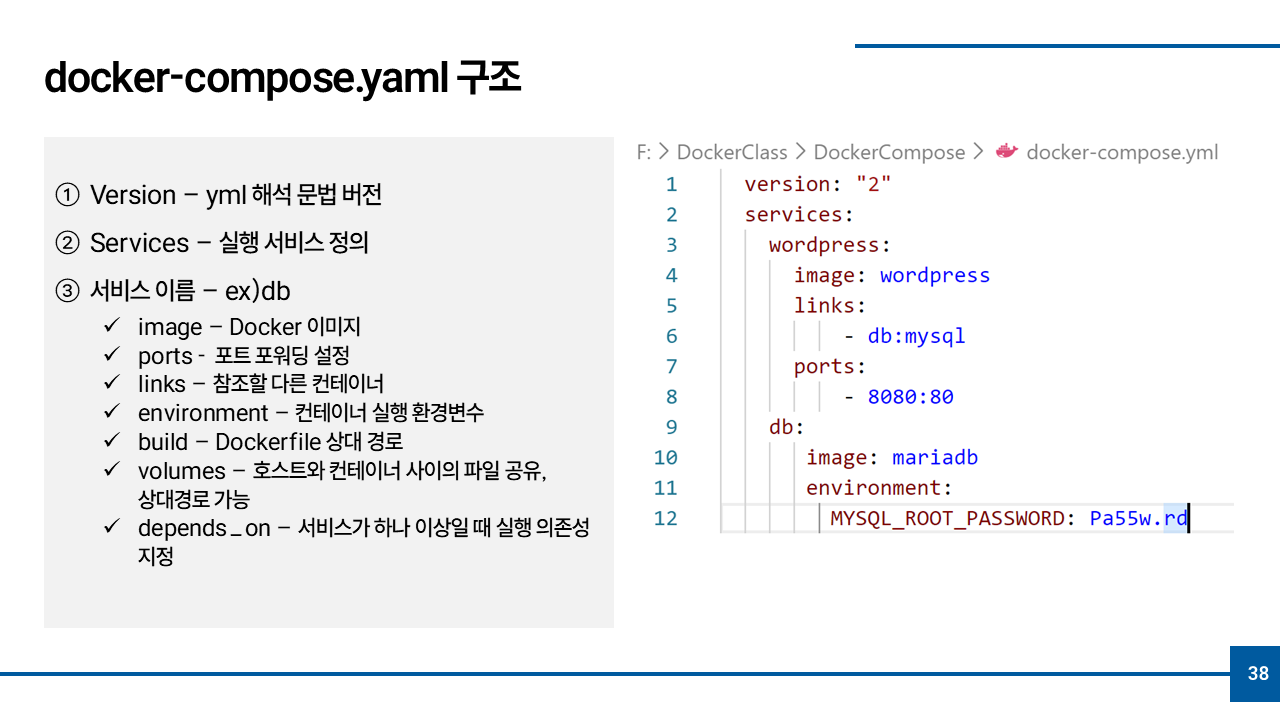 docker-compose.yaml 구조
① Version – yml 해석 문법 버전
② Services – 실행 서비스 정의
③ 서비스 이름 – ex)db
✓ image – Docker 이미지
✓ ports - 포트 포워딩 설정
✓ links – 참조할 다른 컨테이너
✓ environment – 컨테이너 실행 환경변수
✓ build – Dockerfile 상대 경로
✓ volumes – 호스트와 컨테이너 사이의 파일 공유,
상대경로 가능
✓ depends_on – 서비스가 하나 이상일 때 실행 의존성
지정
F: > DockerClass > DockerCompose > docker-compose.yml
1 version: "2"
2 services:
3 wordpress:
4 image: wordpress
5 links:
6 - db:mysql
7 ports:
8 - 8080:80
9 db:
10 image: mariadb
11 environment:
12 MYSQL_ROOT_PASSWORD: Pa55w.rd
38